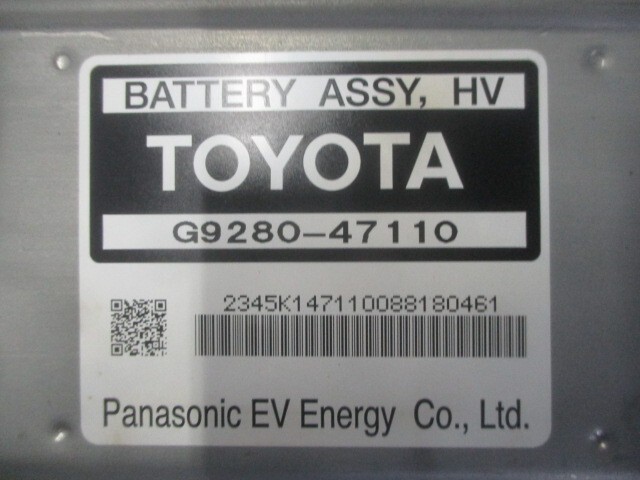 BATTERY ASSY, HV
TOYOTA
G9280-47110
2345K147110088180461
Panasonic EV Energy Co., Ltd.